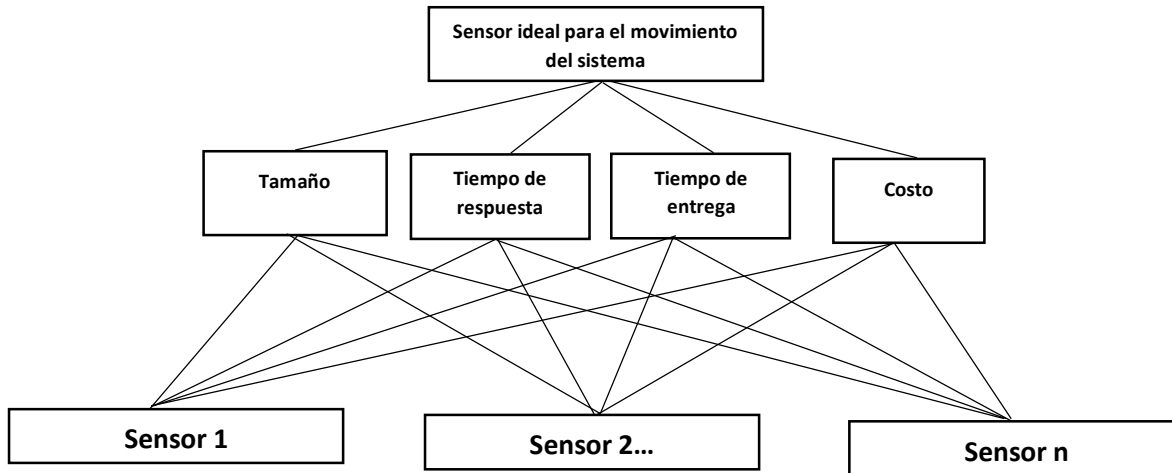 Sensor ideal para el movimiento
del sistema
Tamaño
Tiempo de
respuesta
Tiempo de
entrega
Costo
Sensor 1
Sensor 2...
Sensor n